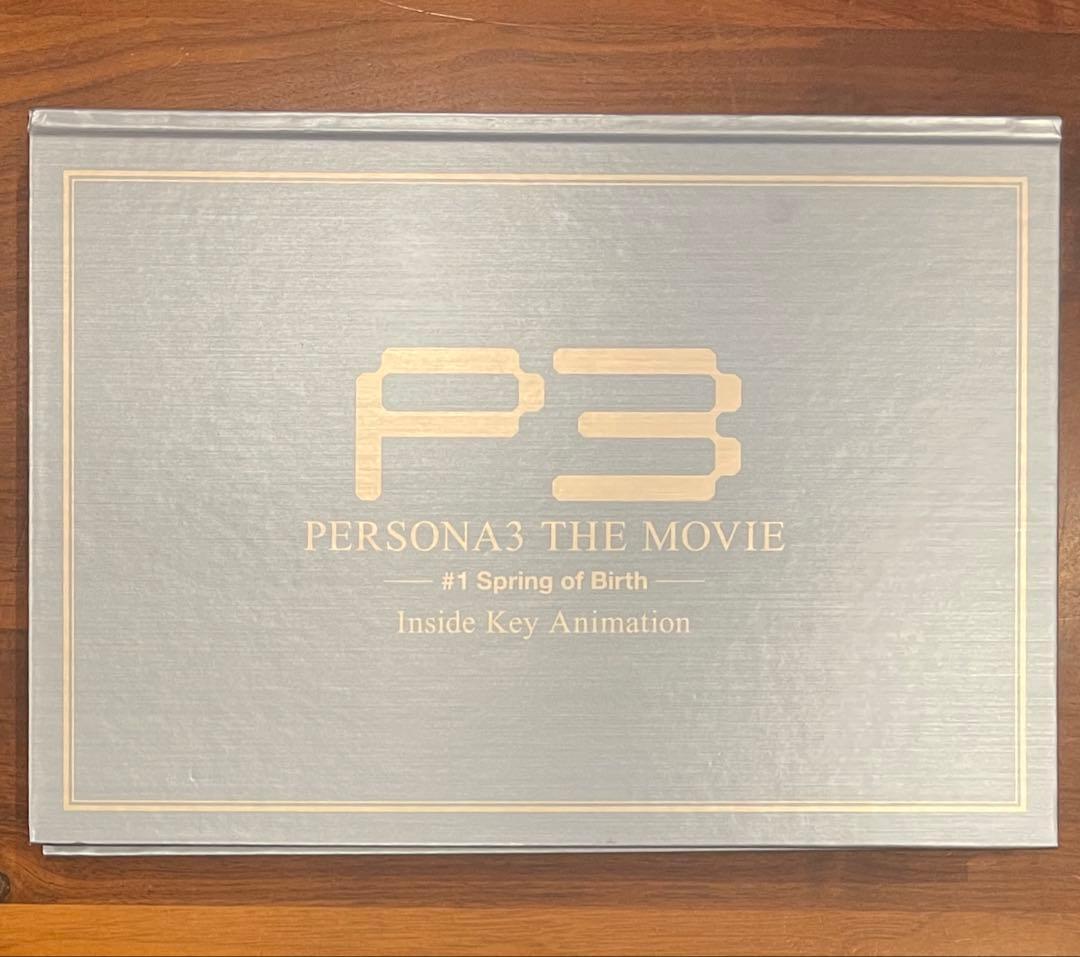 P3
PERSONA3 THE MOVIE
#1 Spring of Birth
Inside Key Animation